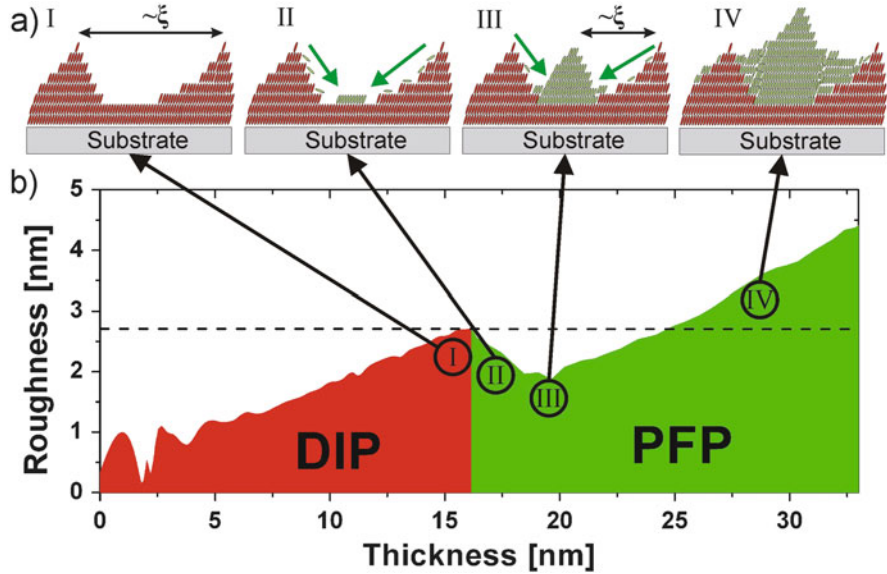 a) I ~ξ II III ~ξ IV
Substrate Substrate Substrate Substrate
b)
5
4
3
2
1
0
Roughness [nm]
I II III IV
DIP PFP
0 5 10 15 20 25 30
Thickness [nm]